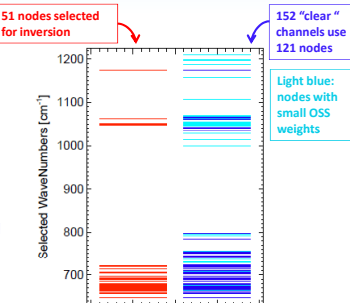 51 nodes selected
for inversion
152 "clear "
channels use
121 nodes
Light blue:
nodes with
small OSS
weights
Selected WaveNumbers [cm⁻¹]
1200
1100
1000
900
800
700